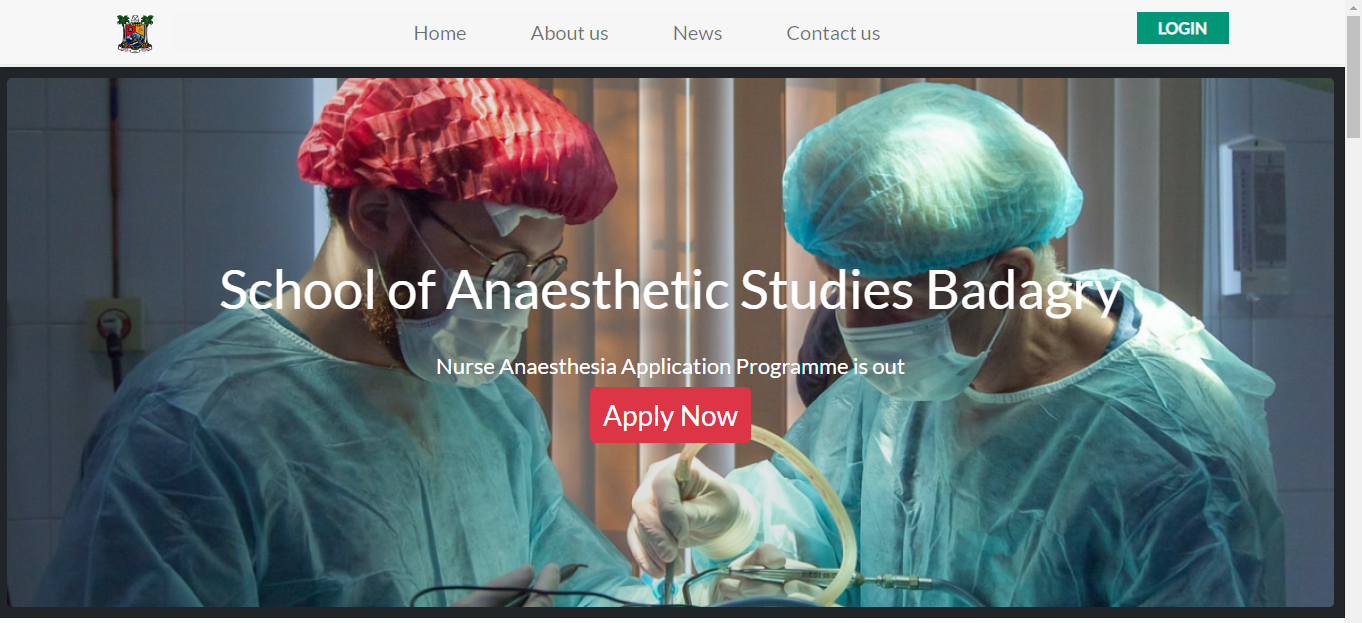 Home
About us
News
Contact us
LOGIN
School of Anaesthetic Studies Badagry
Nurse Anaesthesia Application Programme is out
Apply Now